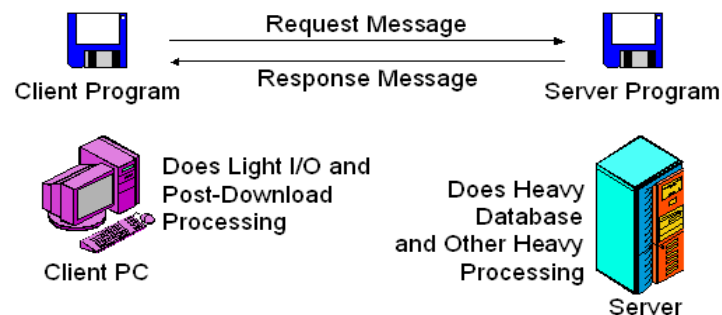 Request Message
Response Message
Client Program
Server Program
Does Light I/O and
Post-Download
Processing
Client PC
Does Heavy
Database
and Other Heavy
Processing
Server